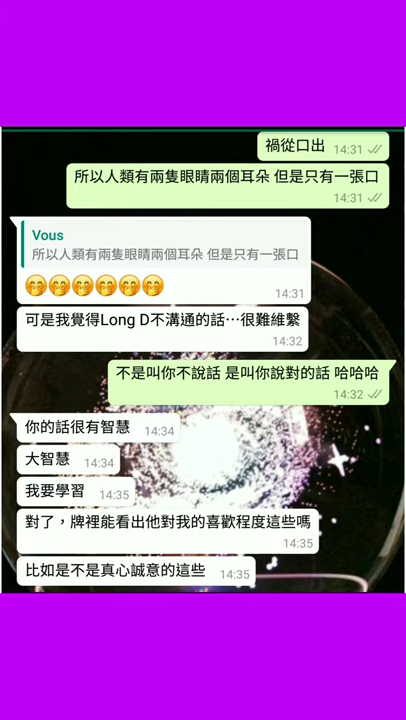 禍從口出
14:31
所以人類有兩隻眼睛兩個耳朵 但是只有一張口
14:31
Vous
所以人類有兩隻眼睛兩個耳朵 但是只有一張口
14:31
可是我覺得Long D不溝通的話…很難維繫
14:32
不是叫你不說話 是叫你說對的話 哈哈哈
14:32
你的話很有智慧
14:34
大智慧
14:34
我要學習
14:35
對了，牌裡能看出他對我的喜歡程度這些嗎
14:35
比如是不是真心誠意的這些
14:35